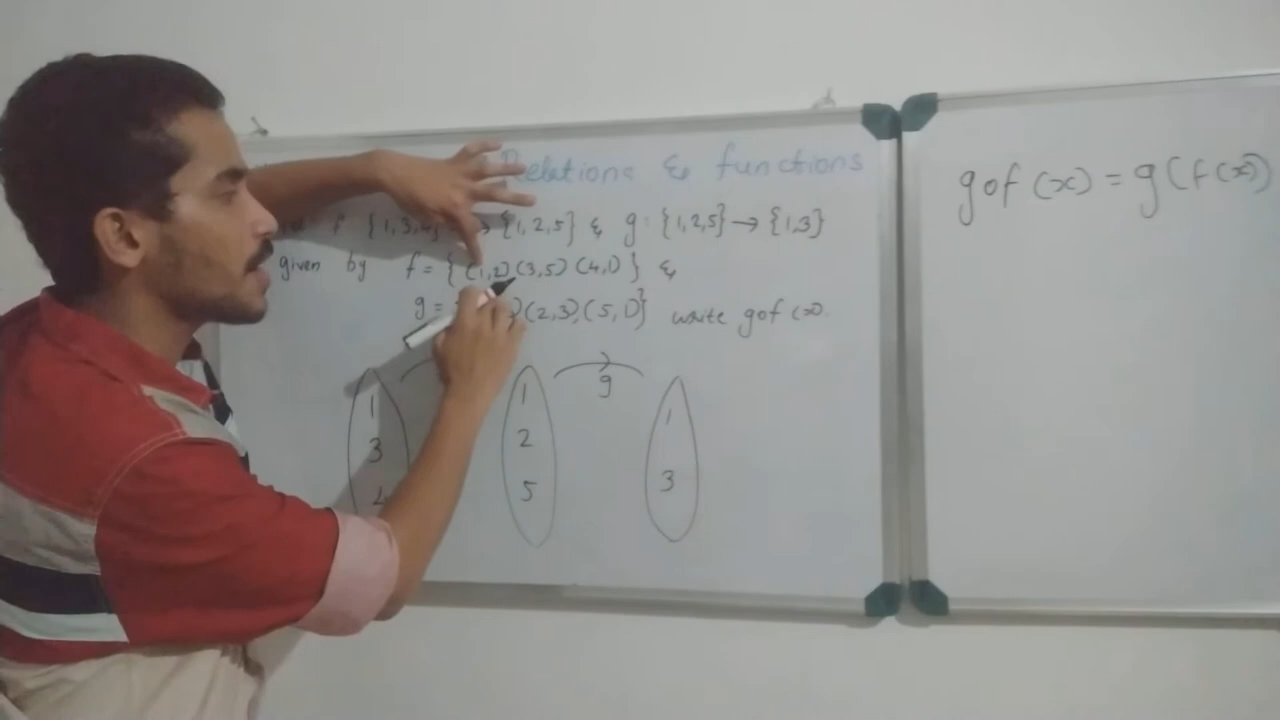 Relations & functions
{1,3,4} → {1,2,5} & g : {1,2,5} → {1,3}
given by f = { (1,2) (3,5) (4,1) } &
g = (2,3), (5,1)} write gof (x).
g
1 1 1
3 2 3
4 5
gof (x) = g(f(x))